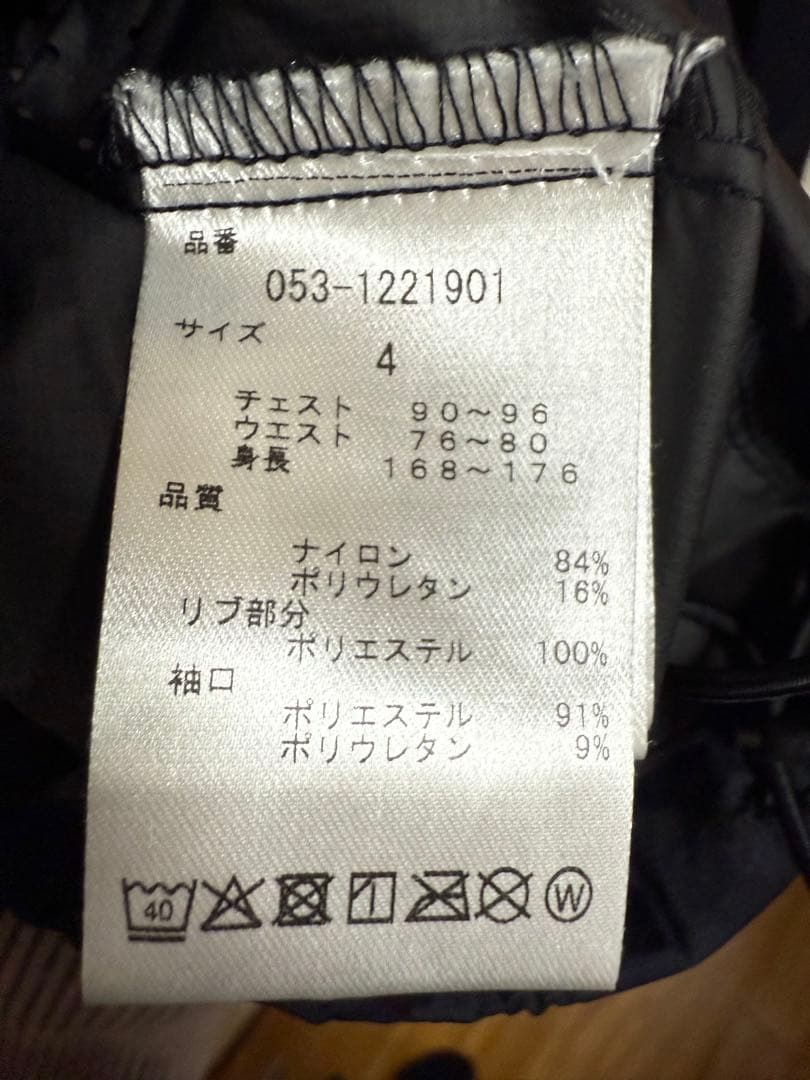 品番
053-1221901
サイズ
4
チェスト 90～96
ウエスト 76～80
身長 168～176
品質
ナイロン 84%
ポリウレタン 16%
リブ部分
ポリエステル 100%
袖口
ポリエステル 91%
ポリウレタン 9%
40 W